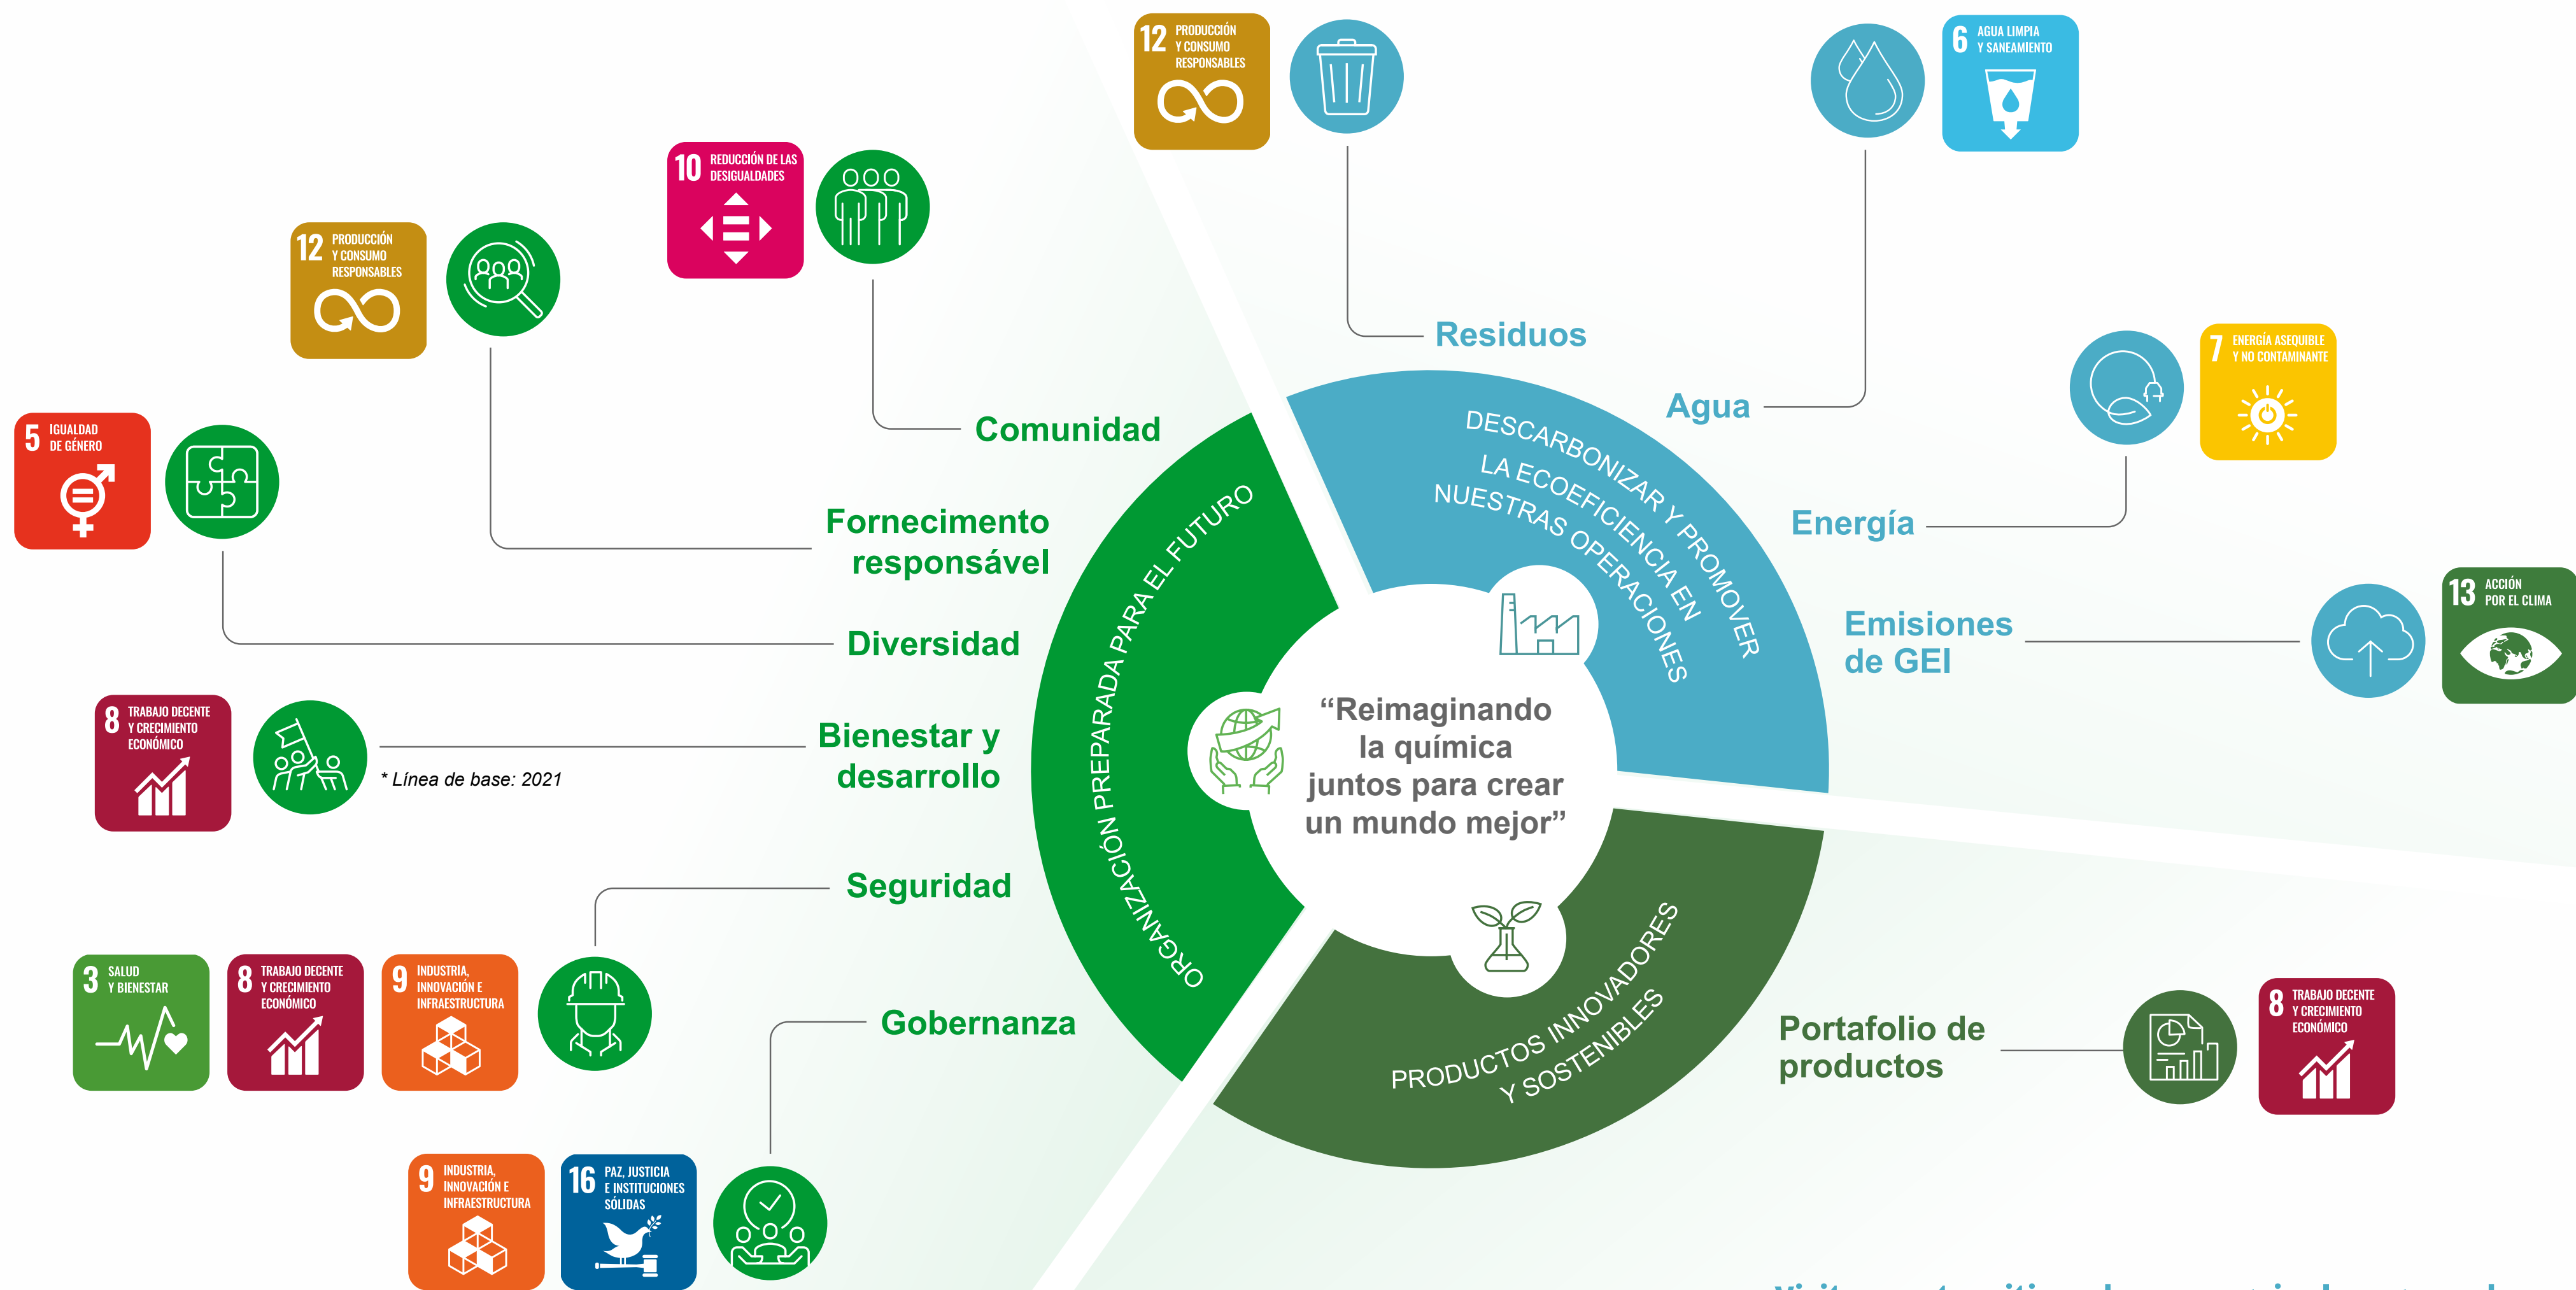 12 PRODUCCIÓN
Y CONSUMO
RESPONSABLES
6 AGUA LIMPIA
Y SANEAMIENTO
10 REDUCCIÓN DE LAS
DESIGUALDADES
12 PRODUCCIÓN
Y CONSUMO
RESPONSABLES
Residuos
7 ENERGÍA ASEQUIBLE
Y NO CONTAMINANTE
Agua
5 IGUALDAD
DE GÉNERO
Comunidad
Fornecimento
responsável
Energía
Diversidad
Emisiones
de GEI
13 ACCIÓN
POR EL CLIMA
8 TRABAJO DECENTE
Y CRECIMIENTO
ECONÓMICO
Bienestar y
desarrollo
* Línea de base: 2021
ORGANIZACIÓN PREPARADA PARA EL FUTURO
DESCARBONIZAR Y PROMOVER
LA ECOEFICIENCIA EN
NUESTRAS OPERACIONES
“Reimaginando
la química
juntos para crear
un mundo mejor”
PRODUCTOS INNOVADORES
Y SOSTENIBLES
Seguridad
3 SALUD
Y BIENESTAR
8 TRABAJO DECENTE
Y CRECIMIENTO
ECONÓMICO
9 INDUSTRIA,
INNOVACIÓN E
INFRAESTRUCTURA
Gobernanza
Portafolio de
productos
8 TRABAJO DECENTE
Y CRECIMIENTO
ECONÓMICO
9 INDUSTRIA,
INNOVACIÓN E
INFRAESTRUCTURA
16 PAZ, JUSTICIA
E INSTITUCIONES
SÓLIDAS